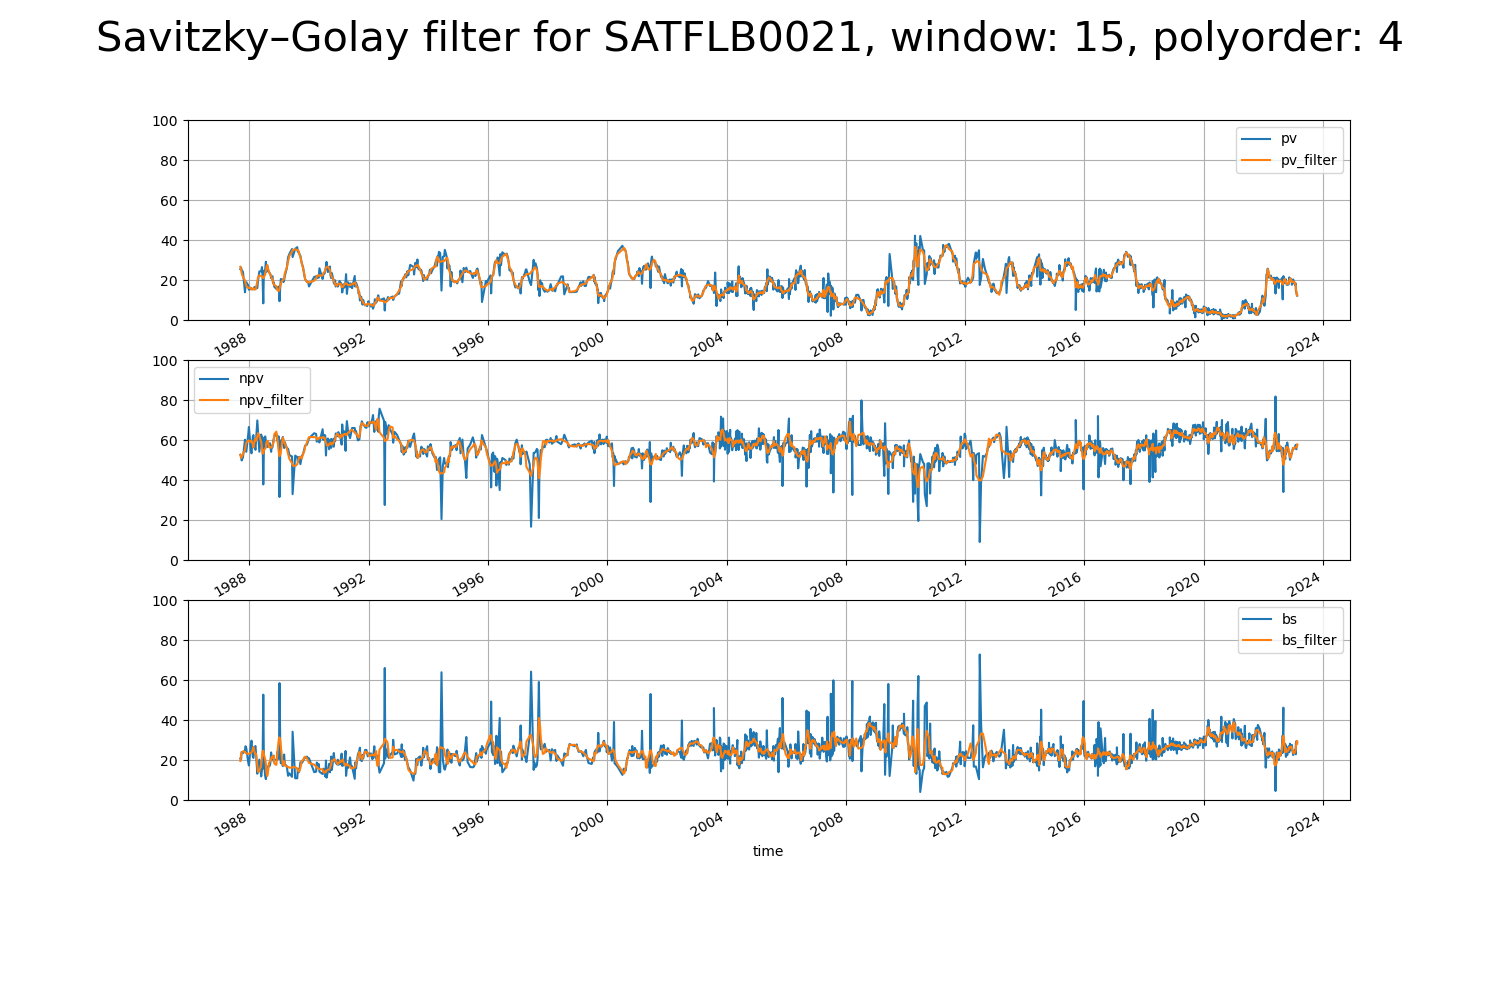 Savitzky–Golay filter for SATFLB0021, window: 15, polyorder: 4
100
80
60
40
20
0
pv
pv_filter
1988 1992 1996 2000 2004 2008 2012 2016 2020 2024
100
80
60
40
20
0
npv
npv_filter
1988 1992 1996 2000 2004 2008 2012 2016 2020 2024
100
80
60
40
20
0
bs
bs_filter
1988 1992 1996 2000 2004 2008 2012 2016 2020 2024
time